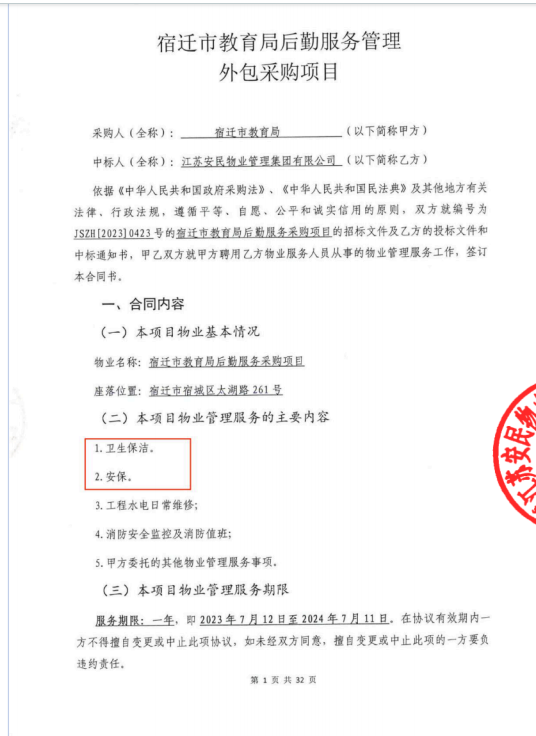 宿迁市教育局后勤服务管理
外包采购项目
采购人（全称）：宿迁市教育局（以下简称甲方）
中标人（全称）：江苏安民物业管理集团有限公司（以下简称乙方）
依据《中华人民共和国政府采购法》、《中华人民共和国民法典》及其他地方有关
法律、行政法规，遵循平等、自愿、公平和诚实信用的原则，双方就编号为
JSZH[2023]0423号的宿迁市教育局后勤服务采购项目的招标文件及乙方的投标文件和
中标通知书，甲乙双方就甲方聘用乙方物业服务人员从事的物业管理服务工作，签订
本合同书。
一、合同内容
（一）本项目物业基本情况
物业名称：宿迁市教育局后勤服务采购项目
座落位置：宿迁市宿城区太湖路261号
（二）本项目物业管理服务的主要内容
1.卫生保洁。
2.安保。
3.工程水电日常维修;
4.消防安全监控及消防值班;
5.甲方委托的其他物业管理服务事项。
（三）本项目物业管理服务期限
服务期限：一年，即2023年7月12日至2024年7月11日。在协议有效期内一
方不得擅自变更或中止此项协议，如未经双方同意，擅自变更或中止此项的一方要负
违约责任。
第 1 页 共 32 页
苏安民